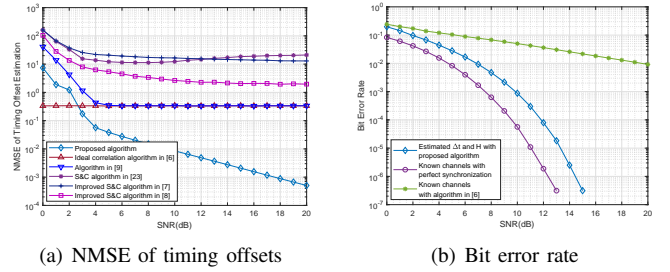 (a)
(b)
NMSE of Timing Offset Estimation
10^3
10^2
10^1
10^0
10^-1
10^-2
10^-3
10^-4
Proposed algorithm
Ideal correlation algorithm in [6]
Algorithm in [9]
S&C algorithm in [23]
Improved S&C algorithm in [7]
Improved S&C algorithm in [8]
0 2 4 6 8 10 12 14 16 18 20
SNR(dB)
Bit Error Rate
10^0
10^-1
10^-2
10^-3
10^-4
10^-5
10^-6
10^-7
Estimated Δt and H with
proposed algorithm
Known channels with
perfect synchronization
Known channels
with algorithm in [6]
0 2 4 6 8 10 12 14 16 18 20
SNR(dB)
(a) NMSE of timing offsets
(b) Bit error rate